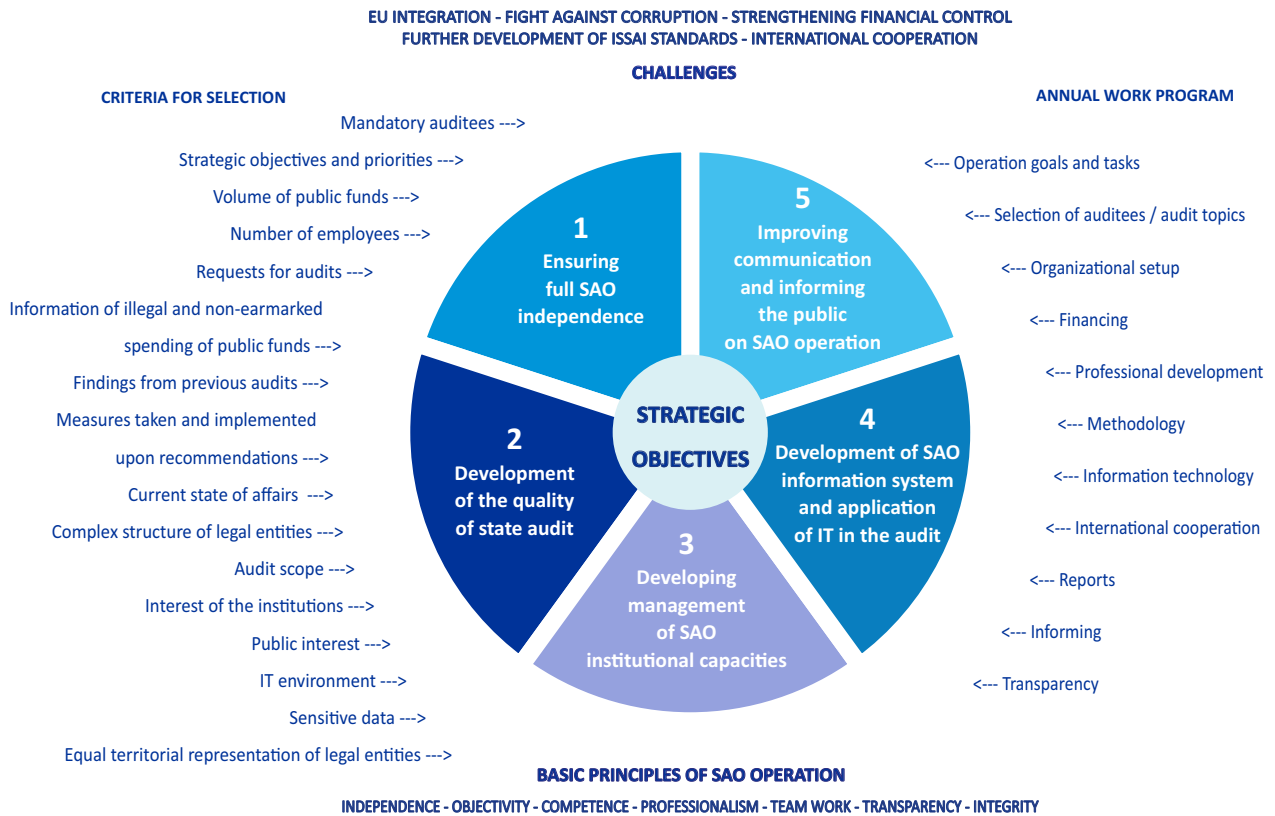 EU INTEGRATION - FIGHT AGAINST CORRUPTION - STRENGTHENING FINANCIAL CONTROL
FURTHER DEVELOPMENT OF ISSAI STANDARDS - INTERNATIONAL COOPERATION
CHALLENGES
CRITERIA FOR SELECTION
Mandatory auditees --->
Strategic objectives and priorities --->
Volume of public funds --->
Number of employees --->
Requests for audits --->
Information of illegal and non-earmarked
spending of public funds --->
Findings from previous audits --->
Measures taken and implemented
upon recommendations --->
Current state of affairs --->
Complex structure of legal entities --->
Audit scope --->
Interest of the institutions --->
Public interest --->
IT environment --->
Sensitive data --->
Equal territorial representation of legal entities --->
1
Ensuring
full SAO
independence
2
Development
of the quality
of state audit
3
Developing
management
of SAO
institutional capacities
4
Development of SAO
information system
and application
of IT in the audit
5
Improving
communication
and informing
the public
on SAO operation
STRATEGIC
OBJECTIVES
ANNUAL WORK PROGRAM
<--- Operation goals and tasks
<--- Selection of auditees / audit topics
<--- Organizational setup
<--- Financing
<--- Professional development
<--- Methodology
<--- Information technology
<--- International cooperation
<--- Reports
<--- Informing
<--- Transparency
BASIC PRINCIPLES OF SAO OPERATION
INDEPENDENCE - OBJECTIVITY - COMPETENCE - PROFESSIONALISM - TEAM WORK - TRANSPARENCY - INTEGRITY